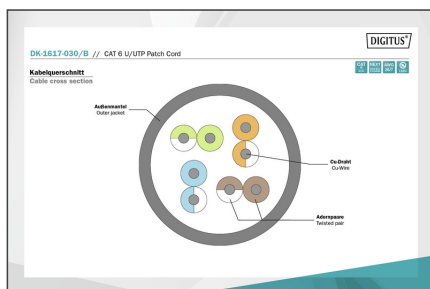 DIGITUS®
DK-1617-030/B // CAT 6 U/UTP Patch Cord
Kabelquerschnitt
Cable cross section
Außenmantel
Outer jacket
Cu-Draht
Cu-Wire
Adernpaare
Twisted pair